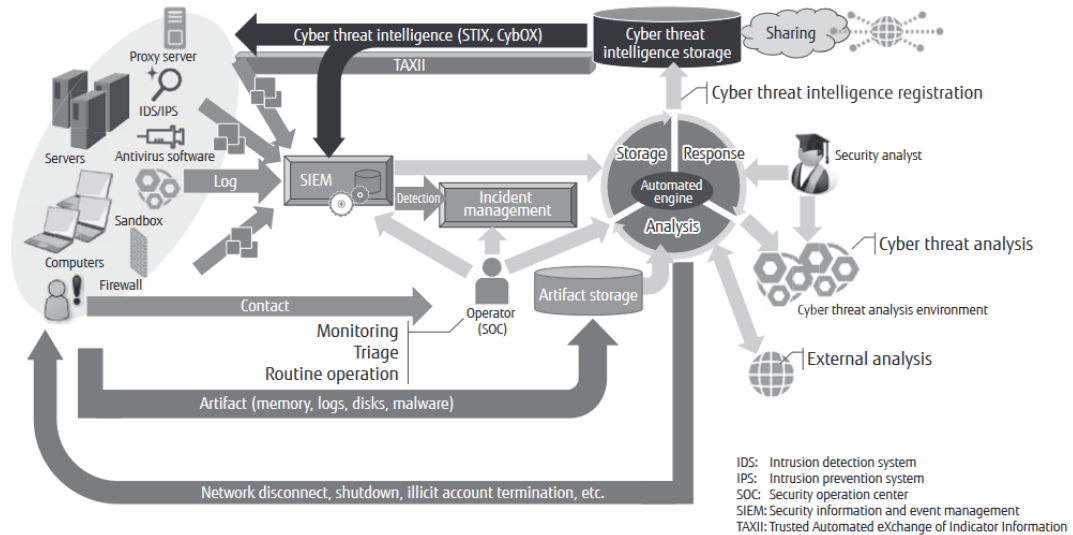 Cyber threat intelligence (STIX, CybOX)
Cyber threat
intelligence storage
Sharing
Proxy server
TAXII
IDS/IPS
Cyber threat intelligence registration
Servers
Antivirus software
Storage
Response
Security analyst
SIEM
Log
Detection
Incident
management
Automated
engine
Analysis
Sandbox
Computers
Cyber threat analysis
Firewall
Artifact storage
Contact
Operator
(SOC)
Cyber threat analysis environment
Monitoring
Triage
Routine operation
External analysis
Artifact (memory, logs, disks, malware)
Network disconnect, shutdown, illicit account termination, etc.
IDS: Intrusion detection system
IPS: Intrusion prevention system
SOC: Security operation center
SIEM: Security information and event management
TAXII: Trusted Automated eXchange of Indicator Information